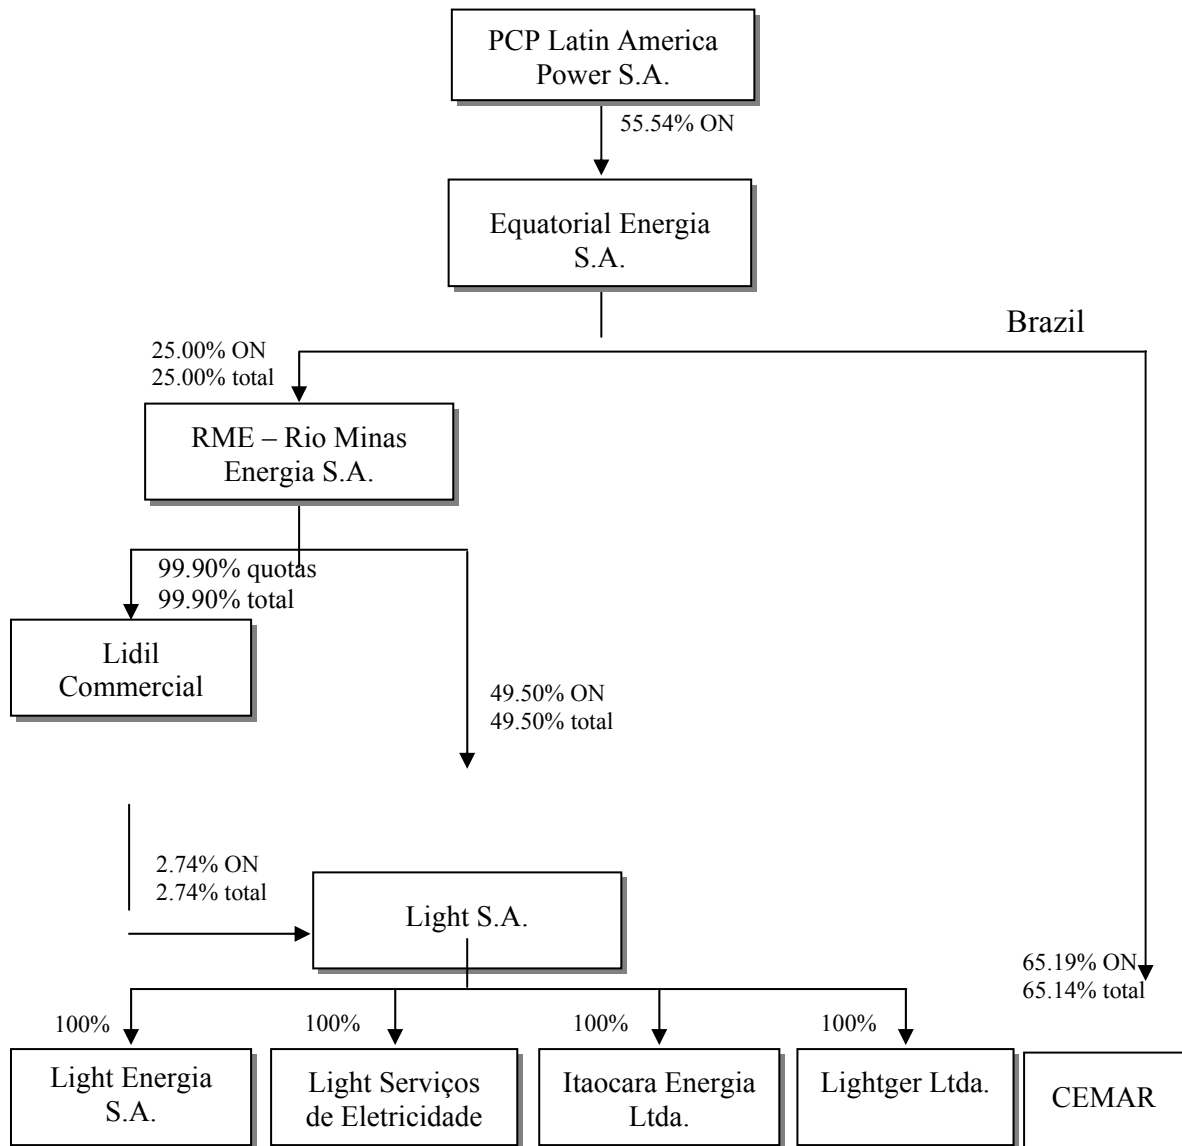 PCP Latin America
Power S.A.
55.54% ON
Equatorial Energia
S.A.
Brazil
25.00% ON
25.00% total
RME – Rio Minas
Energia S.A.
99.90% quotas
99.90% total
Lidil
Commercial
49.50% ON
49.50% total
2.74% ON
2.74% total
Light S.A.
65.19% ON
65.14% total
100%
100%
100%
100%
Light Energia
S.A.
Light Serviços
de Eletricidade
Itaocara Energia
Ltda.
Lightger Ltda.
CEMAR